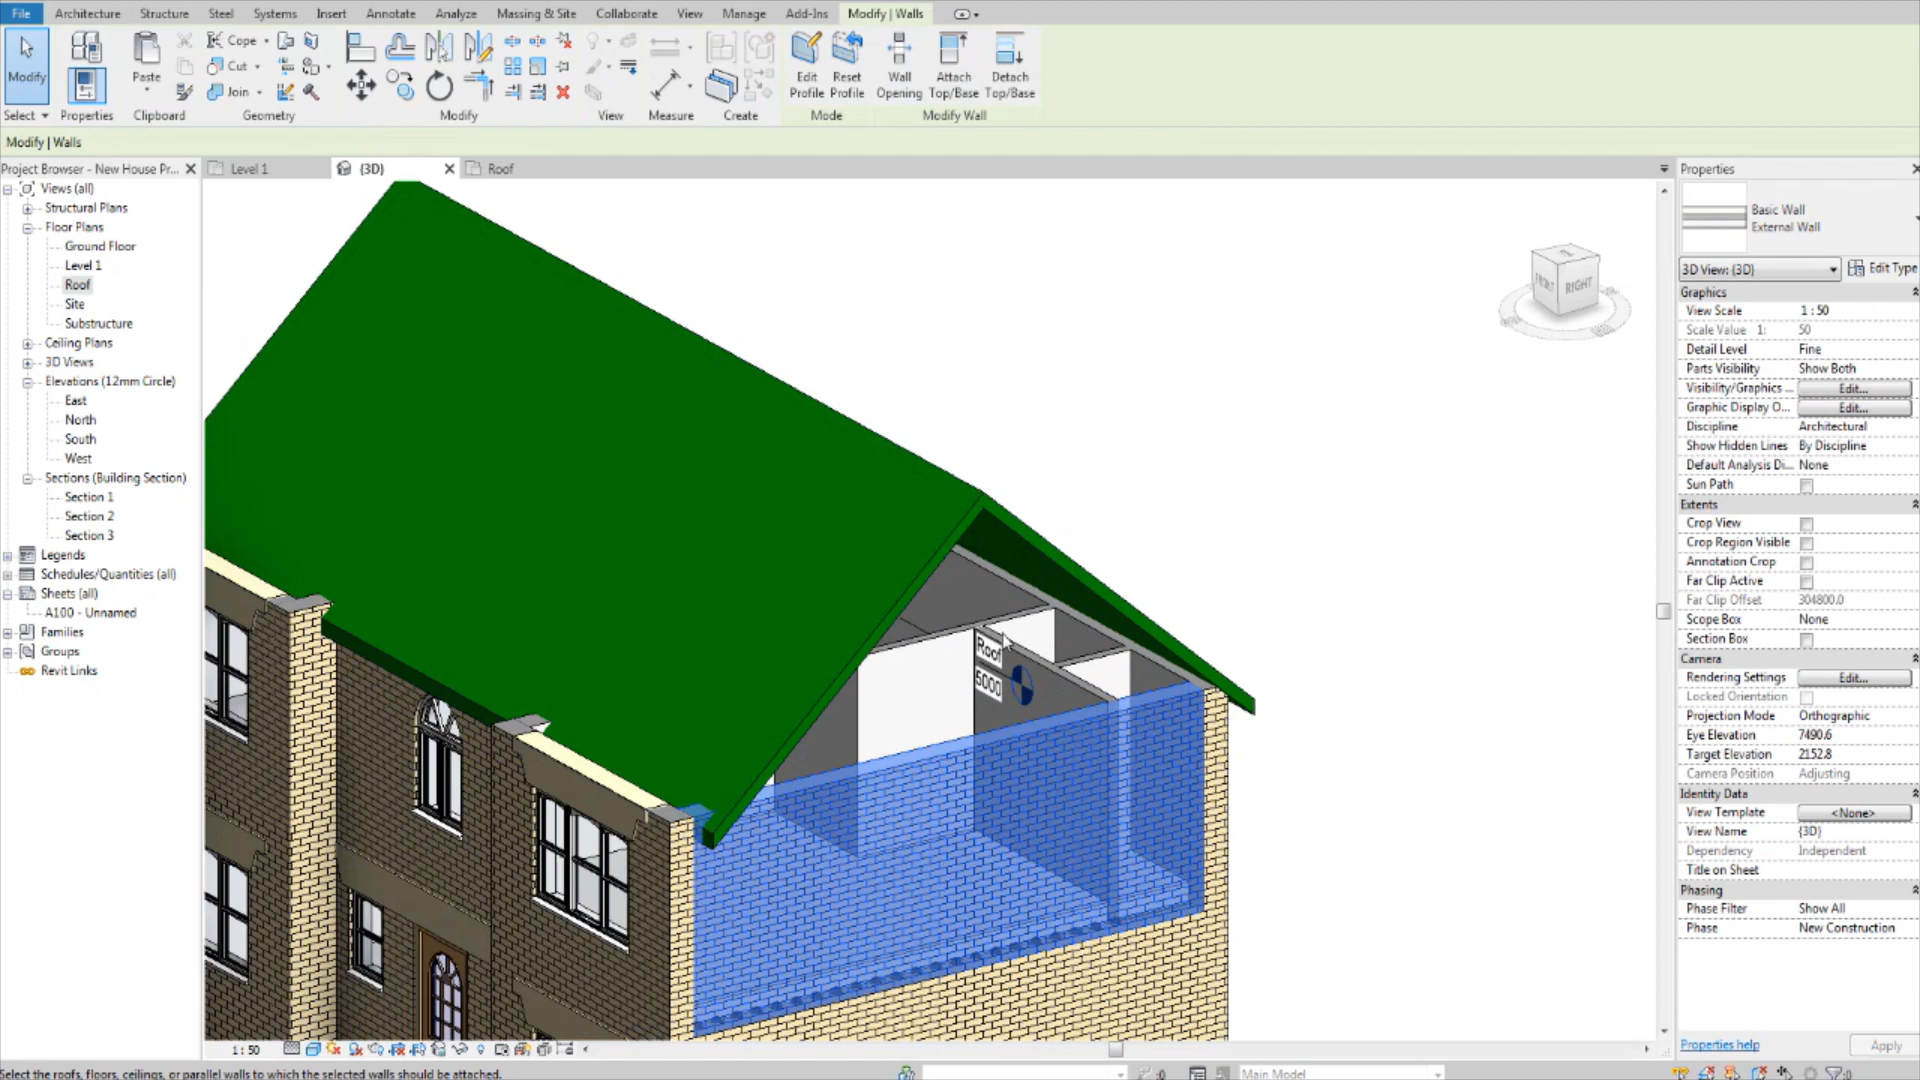 File Architecture Structure Steel Systems Insert Annotate Analyze Massing & Site Collaborate View Manage Add-Ins Modify | Walls
Modify
Paste
Cope
Cut
Join
Edit Profile
Reset Profile
Wall Opening
Attach Top/Base
Detach Top/Base
Select Properties Clipboard Geometry Modify View Measure Create Mode Modify Wall
Modify | Walls
Project Browser - New House Pr...
Views (all)
Structural Plans
Floor Plans
Ground Floor
Level 1
Roof
Site
Substructure
Ceiling Plans
3D Views
Elevations (12mm Circle)
East
North
South
West
Sections (Building Section)
Section 1
Section 2
Section 3
Legends
Schedules/Quantities (all)
Sheets (all)
A100 - Unnamed
Families
Groups
Revit Links
Level 1
{3D}
Roof
FRONT RIGHT
Roof
5000
Properties
Basic Wall
External Wall
3D View: {3D} Edit Type
Graphics
View Scale 1 : 50
Scale Value 1: 50
Detail Level Fine
Parts Visibility Show Both
Visibility/Graphics ... Edit...
Graphic Display O... Edit...
Discipline Architectural
Show Hidden Lines By Discipline
Default Analysis Di... None
Sun Path
Extents
Crop View
Crop Region Visible
Annotation Crop
Far Clip Active
Far Clip Offset 304800.0
Scope Box None
Section Box
Camera
Rendering Settings Edit...
Locked Orientation
Projection Mode Orthographic
Eye Elevation 7490.6
Target Elevation 2152.8
Camera Position Adjusting
Identity Data
View Template <None>
View Name {3D}
Dependency Independent
Title on Sheet
Phasing
Phase Filter Show All
Phase New Construction
Properties help Apply
1 : 50
Select the roofs, floors, ceilings, or parallel walls to which the selected walls should be attached.
:0
Main Model
:0